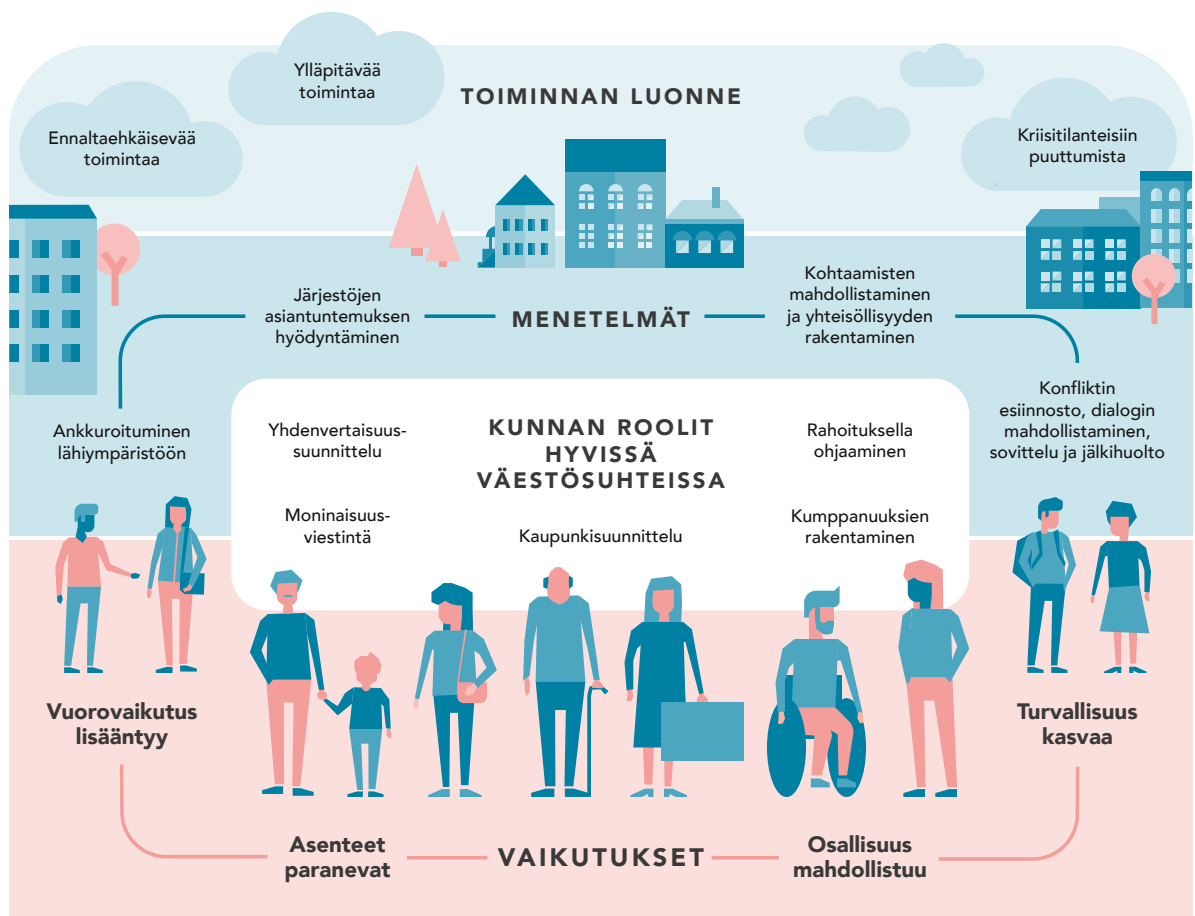 Ylläpitävää
toimintaa
TOIMINNAN LUONNE
Ennaltaehkäisevää
toimintaa
Kriisitilanteisiin
puuttumista
Järjestöjen
asiantuntemuksen
hyödyntäminen
MENETELMÄT
Kohtaamisten
mahdollistaminen
ja yhteisöllisyyden
rakentaminen
Ankkuroituminen
lähiympäristöön
Konfliktin
esiinnosto, dialogin
mahdollistaminen,
sovittelu ja jälkihuolto
KUNNAN ROOLIT
HYVISSÄ
VÄESTÖSUHTEISSA
Yhdenvertaisuus-
suunnittelu
Rahoituksella
ohjaaminen
Moninaisuus-
viestintä
Kaupunkisuunnittelu
Kumppanuuksien
rakentaminen
Vuorovaikutus
lisääntyy
Turvallisuus
kasvaa
Asenteet
paranevat
VAIKUTUKSET
Osallisuus
mahdollistuu